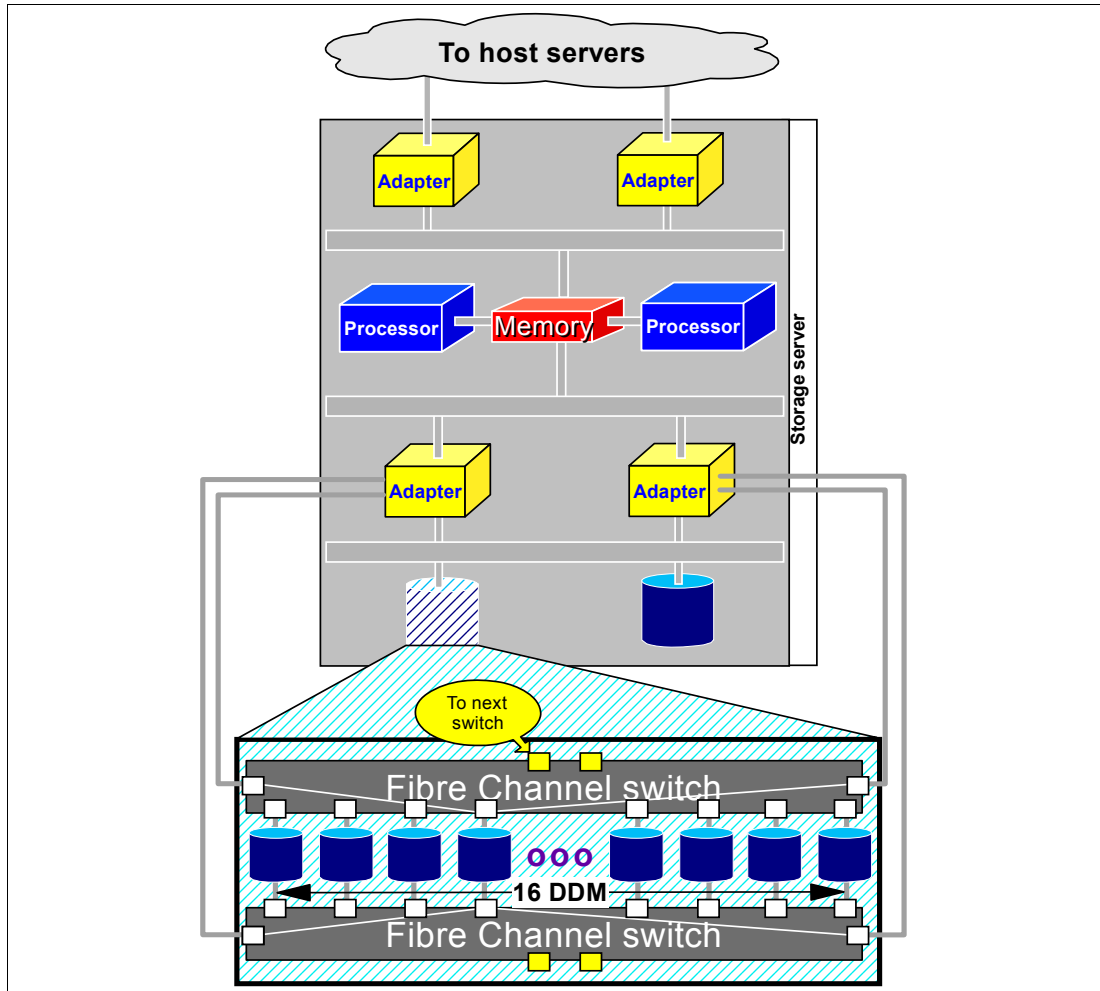 To host servers
Adapter
Adapter
Processor
Memory
Processor
Storage server
Adapter
Adapter
To next
switch
Fibre Channel switch
ooo
16 DDM
Fibre Channel switch